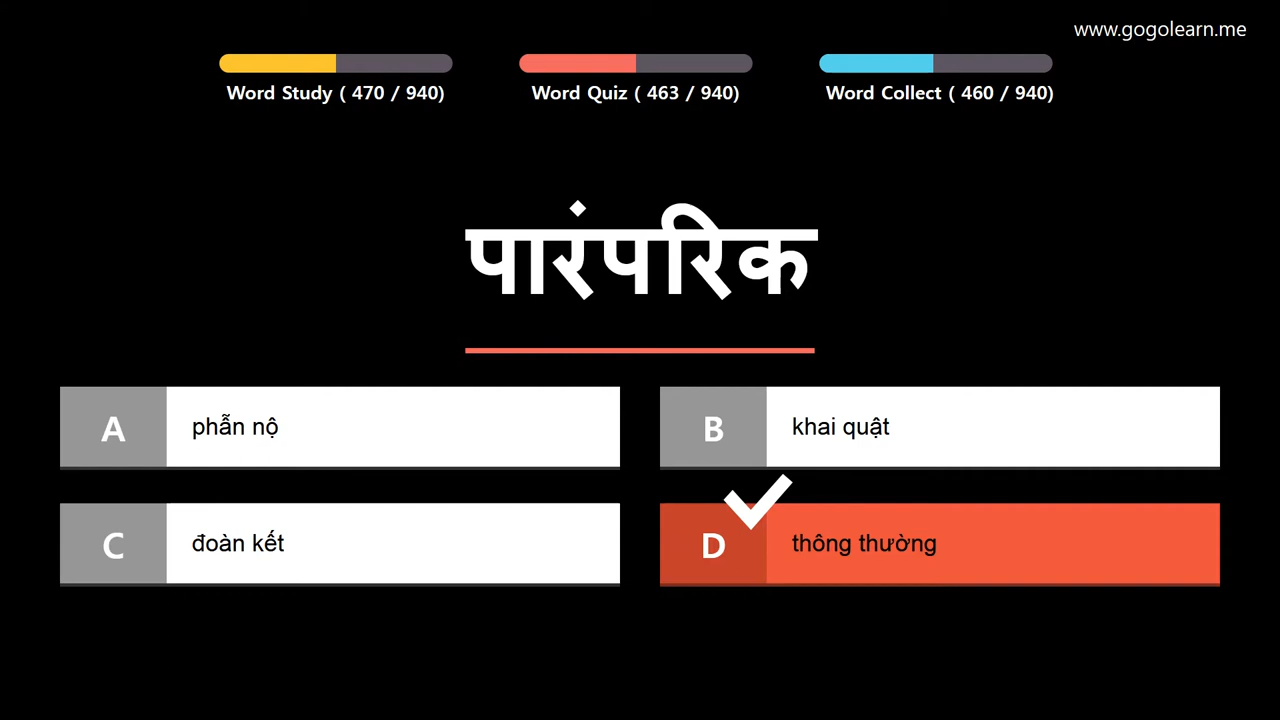 www.gogolearn.me
Word Study ( 470 / 940)
Word Quiz ( 463 / 940)
Word Collect ( 460 / 940)
पारंपरिक
A phẫn nộ
B khai quật
C đoàn kết
D thông thường